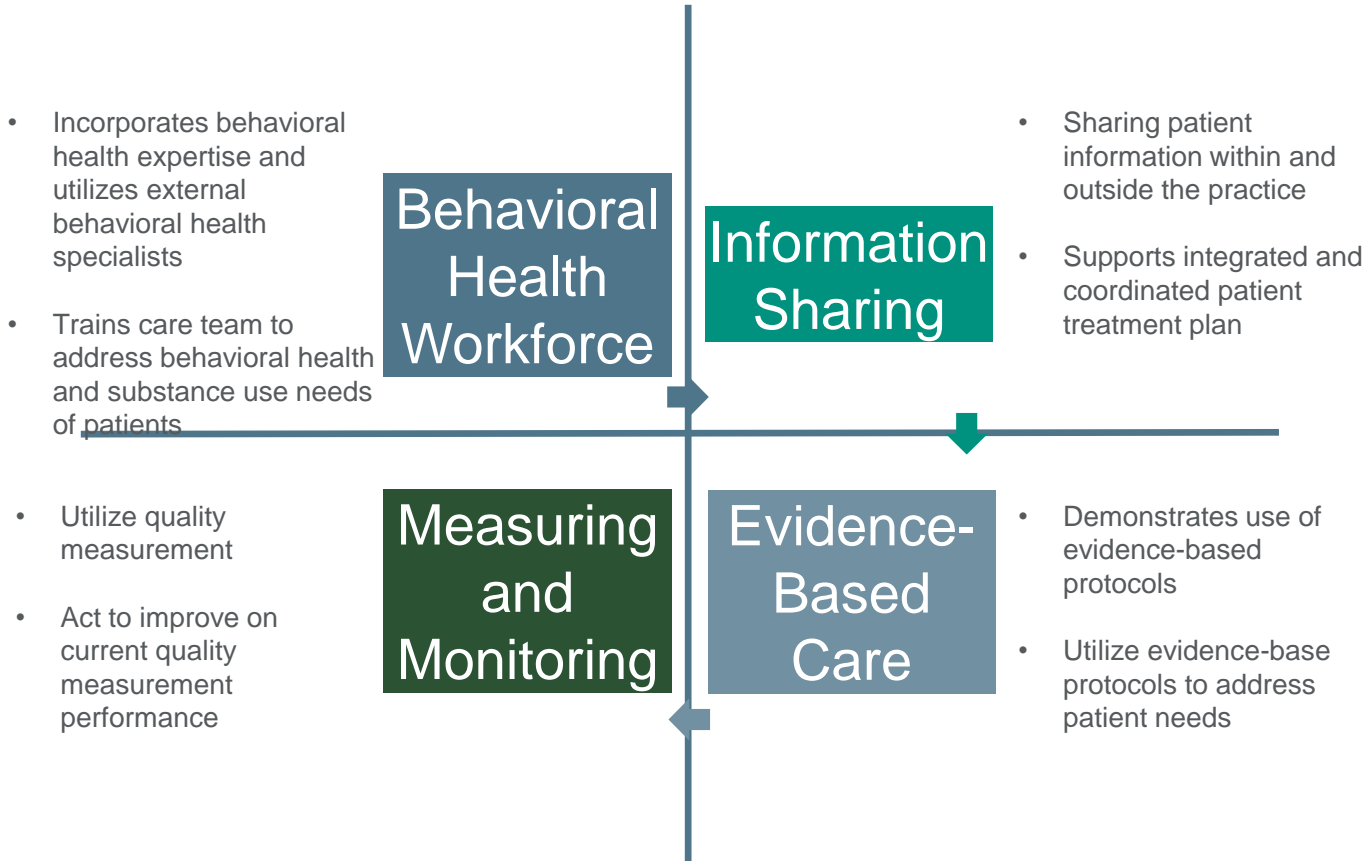 • Incorporates behavioral
health expertise and
utilizes external
behavioral health
specialists
• Trains care team to
address behavioral health
and substance use needs
of patients
Behavioral
Health
Workforce
Information
Sharing
• Sharing patient
information within and
outside the practice
• Supports integrated and
coordinated patient
treatment plan
• Utilize quality
measurement
• Act to improve on
current quality
measurement
performance
Measuring
and
Monitoring
Evidence-
Based
Care
• Demonstrates use of
evidence-based
protocols
• Utilize evidence-base
protocols to address
patient needs